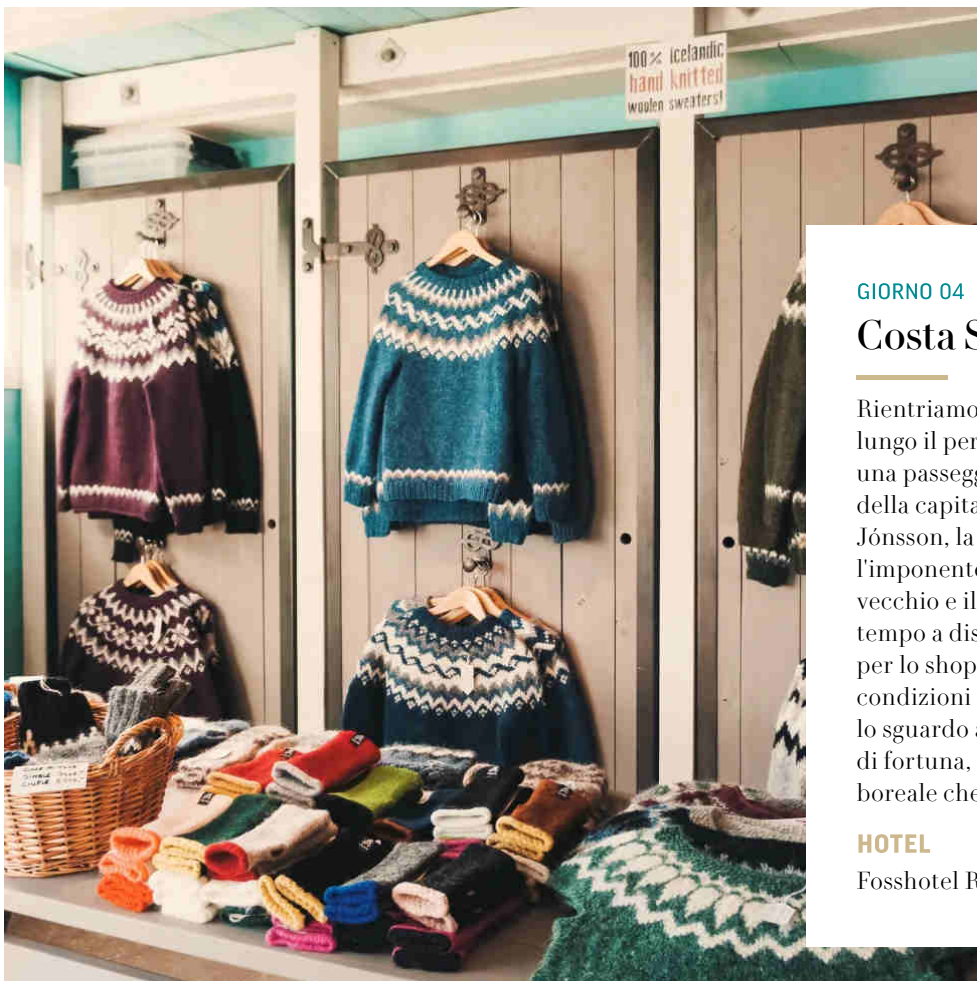 100% icelandic
hand knitted
woolen sweaters!
GIORNO 04
Costa S
Rientriamo
lungo il per
una passegg
della capita
Jónsson, la
l'imponente
vecchio e il
tempo a dis
per lo shop
condizioni
lo sguardo a
di fortuna,
boreale che
HOTEL
Fosshotel R